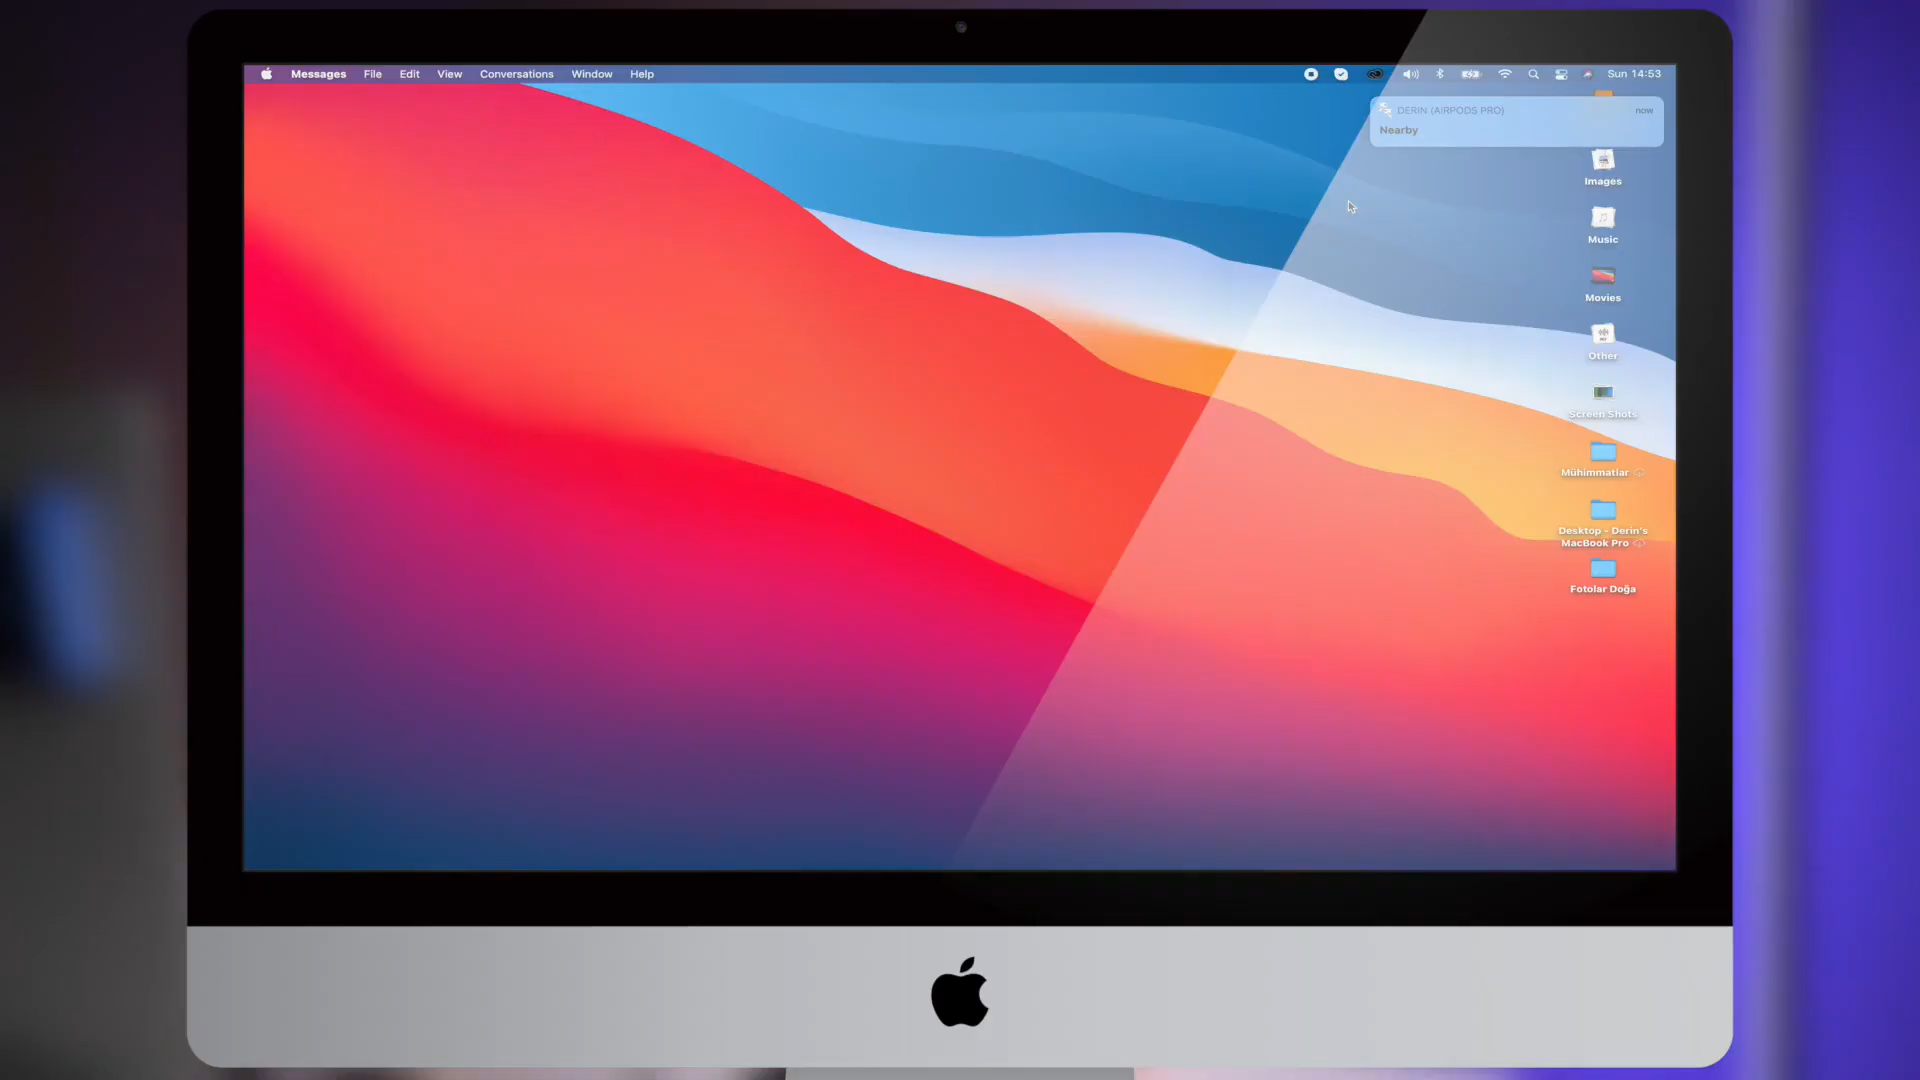 Messages File Edit View Conversations Window Help Sun 14:53
DERIN (AIRPODS PRO) now
Nearby
Images
Music
Movies
Other
Screen Shots
Mühimmatlar
Desktop - Derin's
MacBook Pro
Fotolar Doğa